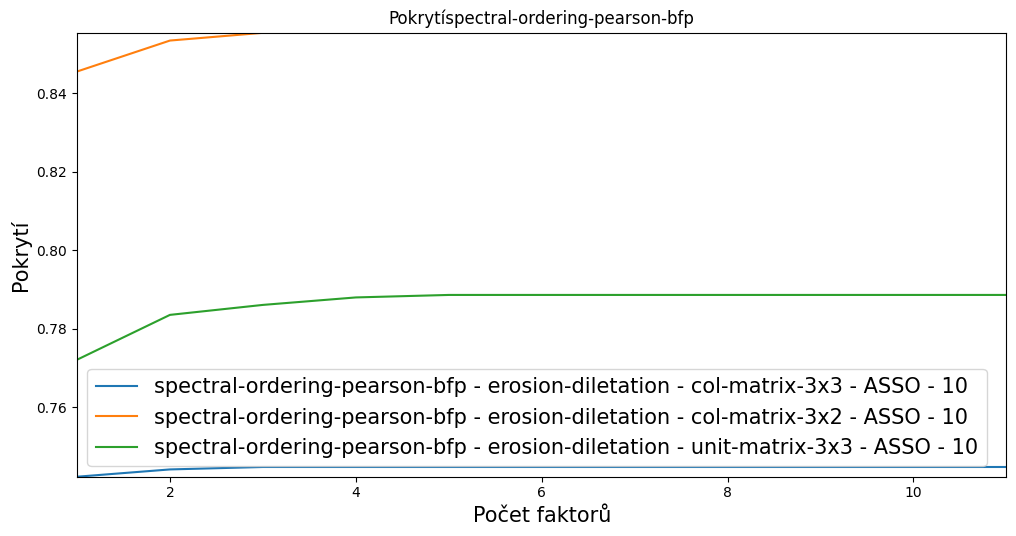 Pokrytíspectral-ordering-pearson-bfp
0.84
0.82
0.80
0.78
0.76
Pokrytí
spectral-ordering-pearson-bfp - erosion-diletation - col-matrix-3x3 - ASSO - 10
spectral-ordering-pearson-bfp - erosion-diletation - col-matrix-3x2 - ASSO - 10
spectral-ordering-pearson-bfp - erosion-diletation - unit-matrix-3x3 - ASSO - 10
2 4 6 8 10
Počet faktorů